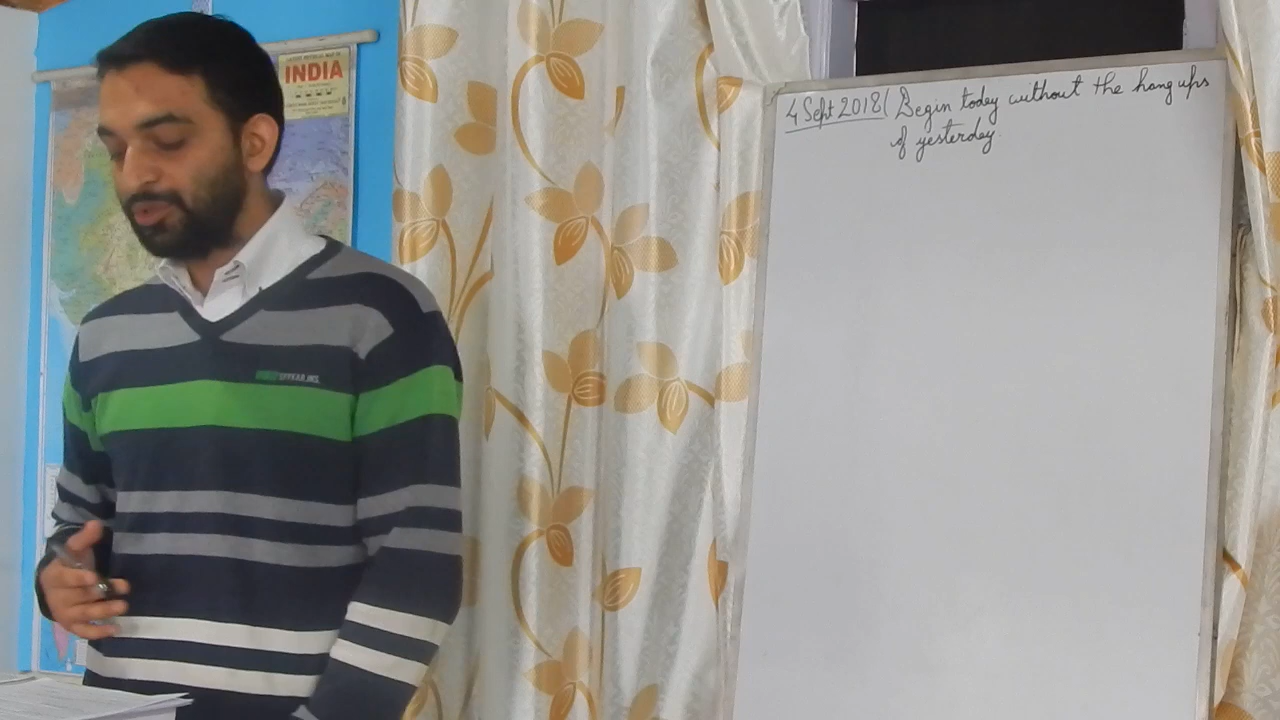 INDIA
4 Sept 2018( Begin today without the hang ups
of yesterday.